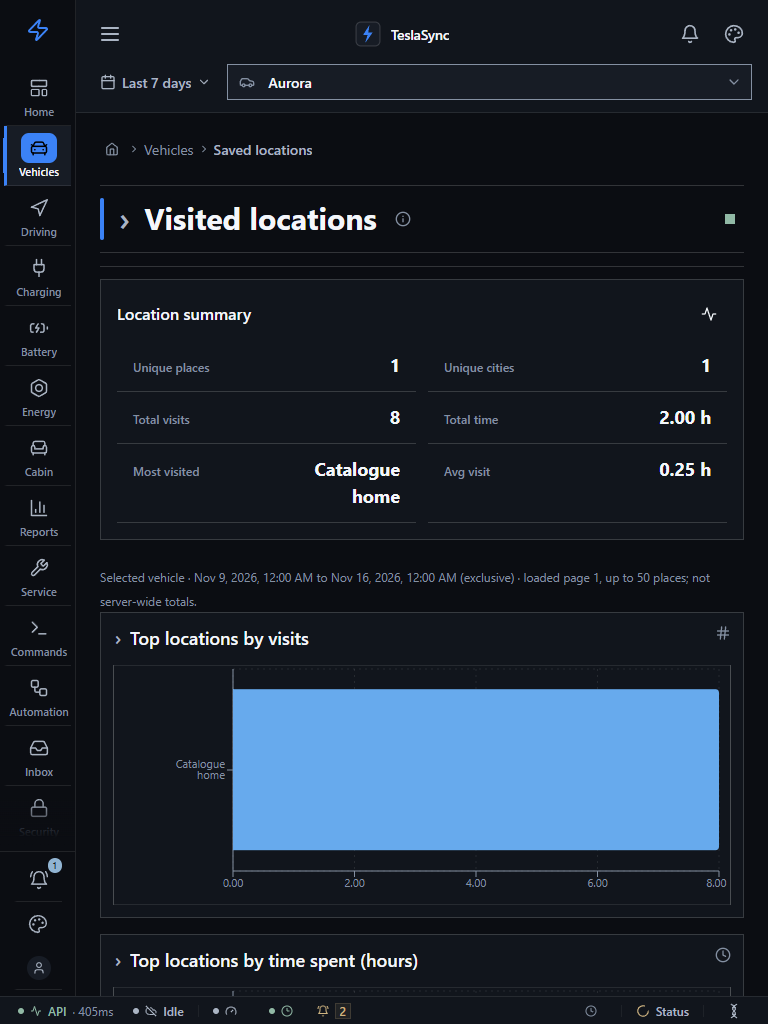 TeslaSync
Last 7 days
Aurora
Home
Vehicles
Driving
Charging
Battery
Energy
Cabin
Reports
Service
Commands
Automation
Inbox
Security
1
Vehicles
Saved locations
Visited locations
Location summary
Unique places 1
Unique cities 1
Total visits 8
Total time 2.00 h
Most visited Catalogue
home
Avg visit 0.25 h
Selected vehicle · Nov 9, 2026, 12:00 AM to Nov 16, 2026, 12:00 AM (exclusive) · loaded page 1, up to 50 places; not
server-wide totals.
Top locations by visits
Catalogue
home
0.00 2.00 4.00 6.00 8.00
Top locations by time spent (hours)
API · 405ms Idle 2 Status